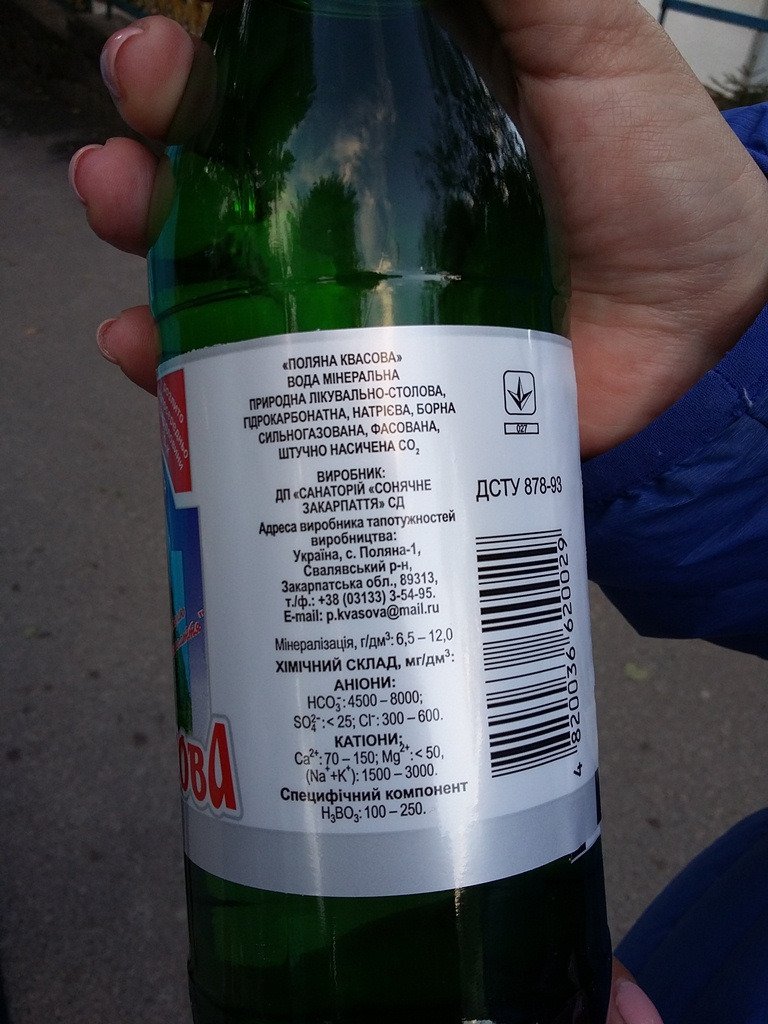 «ПОЛЯНА КВАСОВА»
ВОДА МІНЕРАЛЬНА
ПРИРОДНА ЛІКУВАЛЬНО-СТОЛОВА,
ГІДРОКАРБОНАТНА, НАТРІЄВА, БОРНА
СИЛЬНОГАЗОВАНА, ФАСОВАНА,
ШТУЧНО НАСИЧЕНА CO₂
ВИРОБНИК:
ДП «САНАТОРІЙ «СОНЯЧНЕ
ЗАКАРПАТТЯ» СД
Адреса виробника тапотужностей
виробництва:
Україна, с. Поляна-1,
Свалявський р-н,
Закарпатська обл., 89313,
т./ф.: +38 (03133) 3-54-95.
E-mail: p.kvasova@mail.ru
Мінералізація, г/дм³: 6,5 – 12,0
ХІМІЧНИЙ СКЛАД, мг/дм³:
АНІОНИ:
HCO₃⁻: 4500 – 8000;
SO₄²⁻: < 25; Cl⁻: 300 – 600.
КАТІОНИ:
Ca²⁺: 70 – 150; Mg²⁺: < 50,
(Na⁺+K⁺): 1500 – 3000.
Специфічний компонент
H₃BO₃: 100 – 250.
027
ДСТУ 878-93
4 820036 620029
ОВА